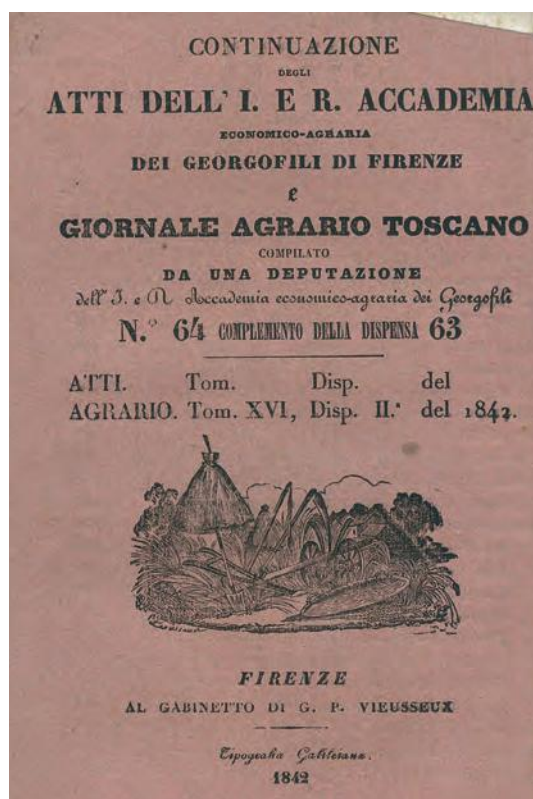 CONTINUAZIONE
DEGLI
ATTI DELL' I. E R. ACCADEMIA
ECONOMICO-AGRARIA
DEI GEORGOFILI DI FIRENZE
e
GIORNALE AGRARIO TOSCANO
COMPILATO
DA UNA DEPUTAZIONE
dell' I. e R Accademia economico-agraria dei Georgofili
N.º 64 COMPLEMENTO DELLA DISPENSA 63
ATTI. Tom. Disp. del
AGRARIO. Tom. XVI, Disp. II.ª del 1842.
FIRENZE
AL GABINETTO DI G. P. VIEUSSEUX
Tipografia Galileiana.
1842